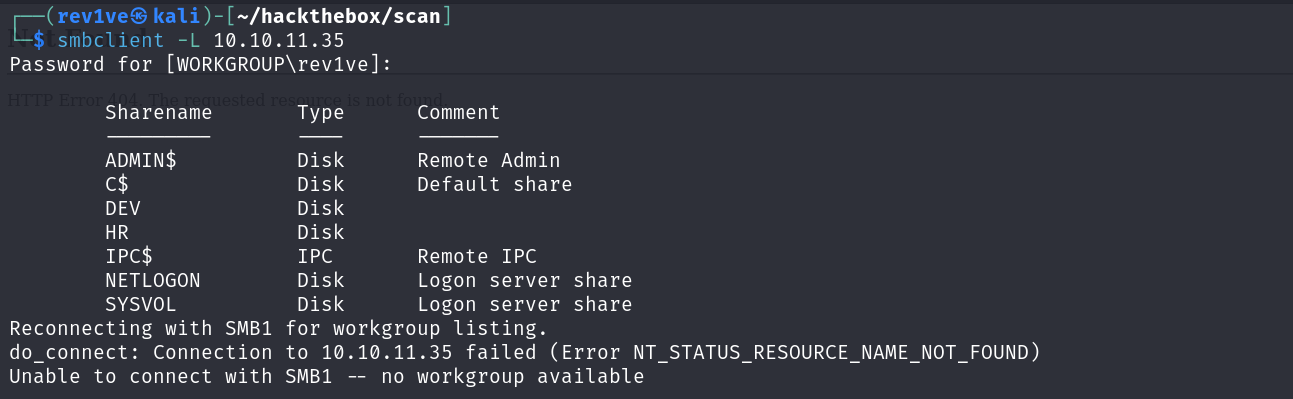 ┌──(rev1ve㉿kali)-[~/hackthebox/scan]
└─$ smbclient -L 10.10.11.35
Password for [WORKGROUP\rev1ve]:
HTTP Error 404. The requested resource is not found.
Sharename Type Comment
--------- ---- -------
ADMIN$ Disk Remote Admin
C$ Disk Default share
DEV Disk
HR Disk
IPC$ IPC Remote IPC
NETLOGON Disk Logon server share
SYSVOL Disk Logon server share
Reconnecting with SMB1 for workgroup listing.
do_connect: Connection to 10.10.11.35 failed (Error NT_STATUS_RESOURCE_NAME_NOT_FOUND)
Unable to connect with SMB1 -- no workgroup available